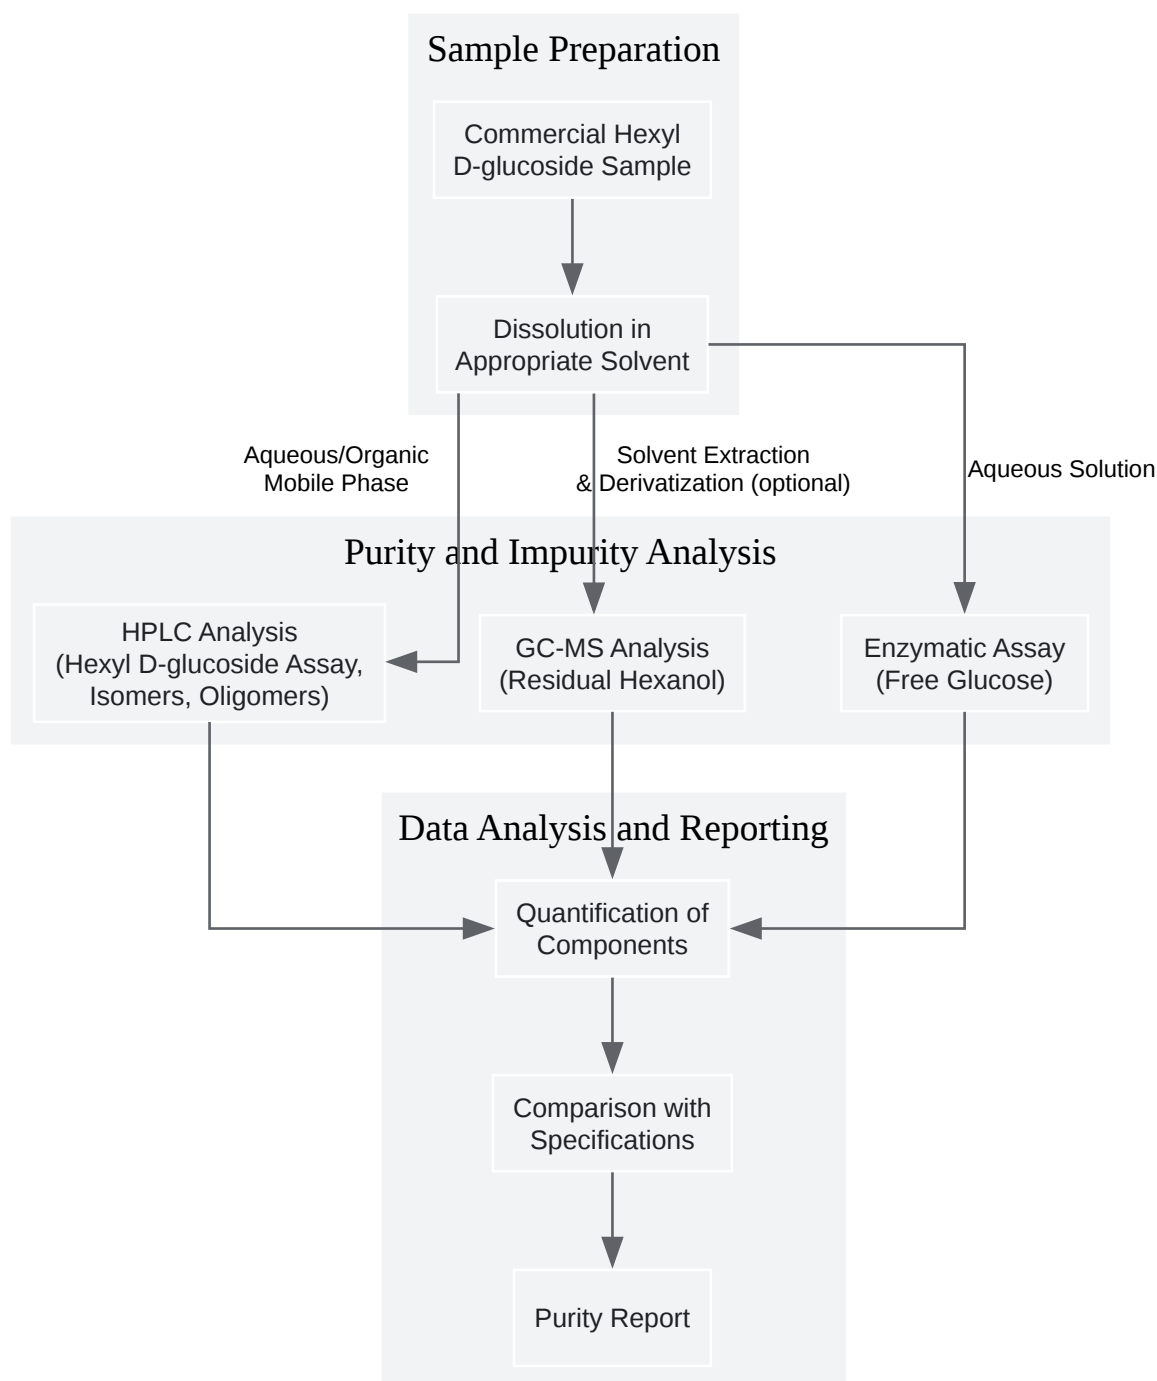 Sample Preparation
Commercial Hexyl
D-glucoside Sample
Dissolution in
Appropriate Solvent
Aqueous/Organic
Mobile Phase
Solvent Extraction
& Derivatization (optional)
Aqueous Solution
Purity and Impurity Analysis
HPLC Analysis
(Hexyl D-glucoside Assay,
Isomers, Oligomers)
GC-MS Analysis
(Residual Hexanol)
Enzymatic Assay
(Free Glucose)
Data Analysis and Reporting
Quantification of
Components
Comparison with
Specifications
Purity Report